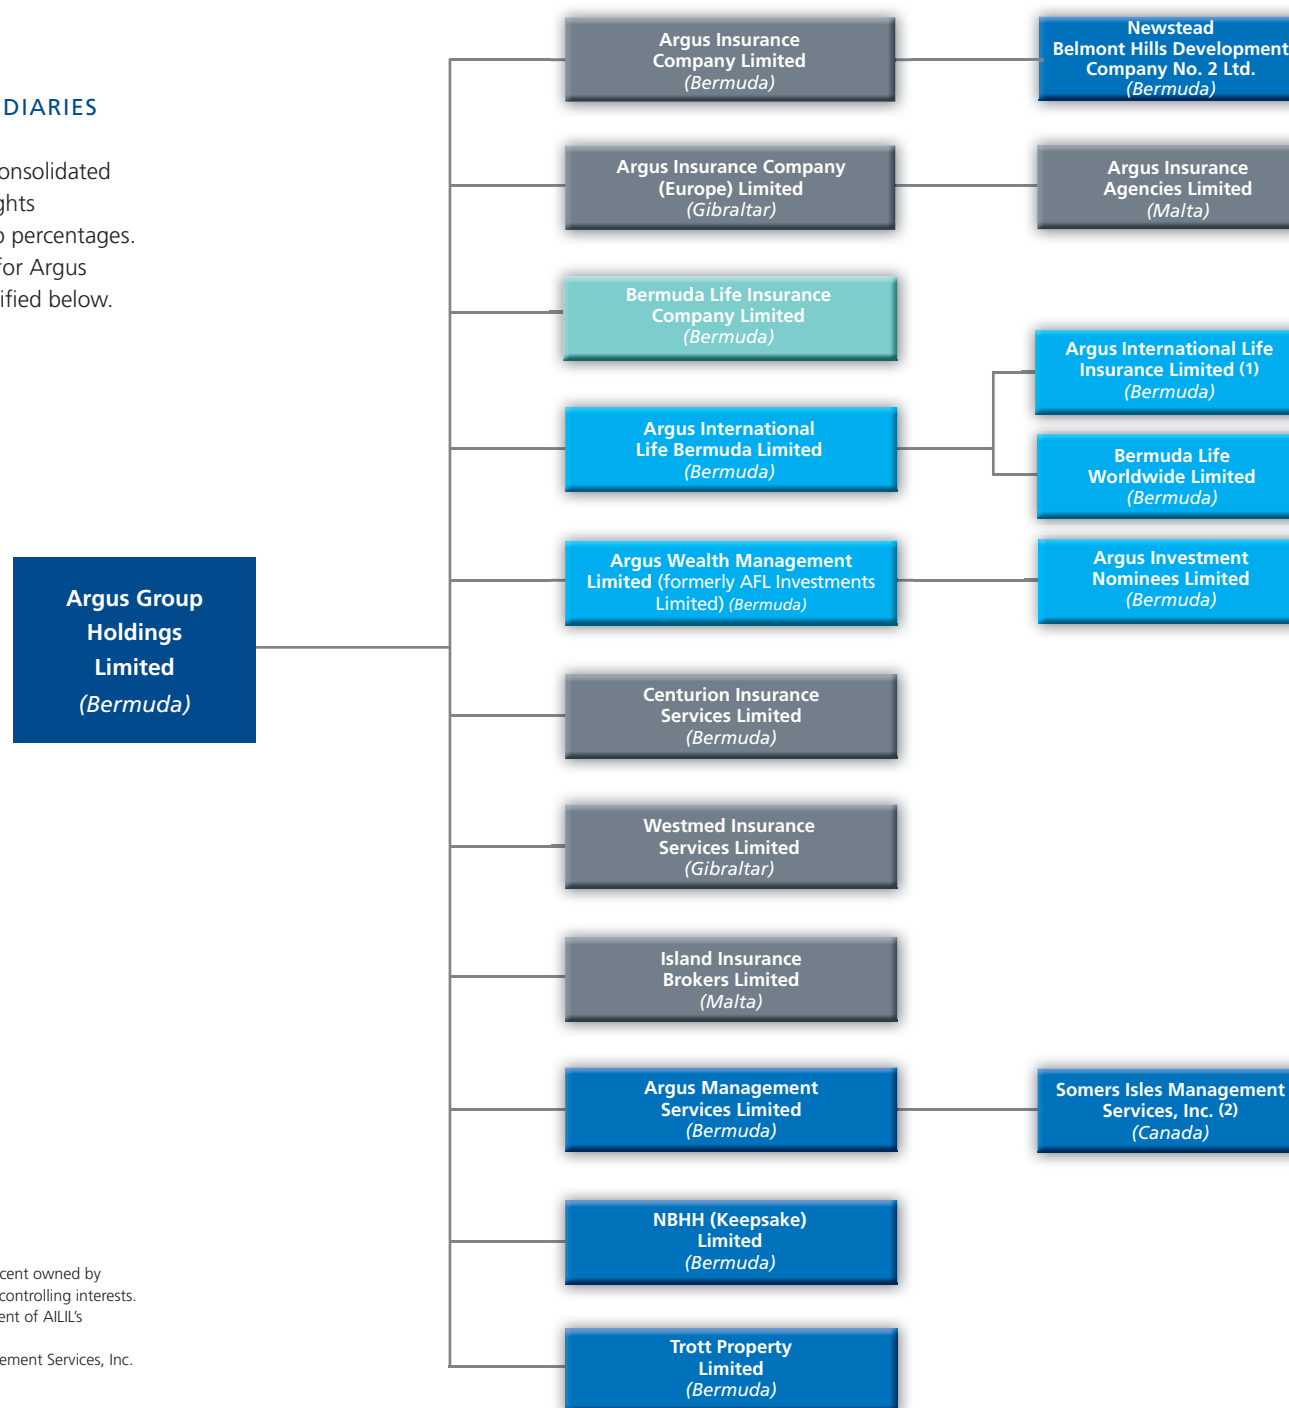 DIARIES
onsolidated
ghts
percentages.
for Argus
ified below.
Argus Group
Holdings
Limited
(Bermuda)
Argus Insurance
Company Limited
(Bermuda)
Newstead
Belmont Hills Development
Company No. 2 Ltd.
(Bermuda)
Argus Insurance Company
(Europe) Limited
(Gibraltar)
Argus Insurance
Agencies Limited
(Malta)
Bermuda Life Insurance
Company Limited
(Bermuda)
Argus International
Life Bermuda Limited
(Bermuda)
Argus International Life
Insurance Limited (1)
(Bermuda)
Bermuda Life
Worldwide Limited
(Bermuda)
Argus Wealth Management
Limited (formerly AFL Investments
Limited) (Bermuda)
Argus Investment
Nominees Limited
(Bermuda)
Centurion Insurance
Services Limited
(Bermuda)
Westmed Insurance
Services Limited
(Gibraltar)
Island Insurance
Brokers Limited
(Malta)
Argus Management
Services Limited
(Bermuda)
Somers Isles Management
Services, Inc. (2)
(Canada)
NBHH (Keepsake)
Limited
(Bermuda)
Trott Property
Limited
(Bermuda)
cent owned by
controlling interests.
ent of AILIL's
ement Services, Inc.